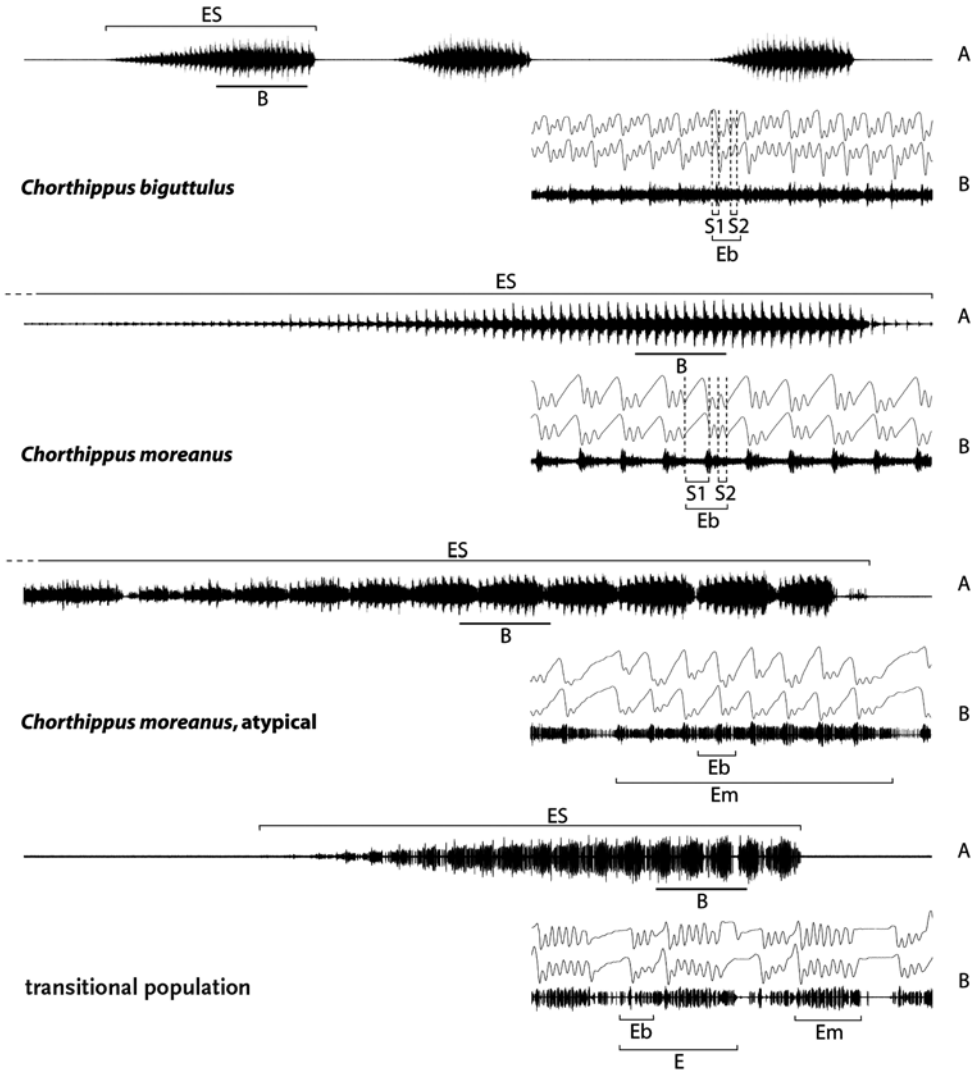 ES
A
B
B
Chorthippus biguttulus
S1 S2
Eb
ES
A
B
B
Chorthippus moreanus
S1 S2
Eb
ES
A
B
B
Chorthippus moreanus, atypical
Eb
Em
ES
A
B
B
transitional population
Eb Em
E